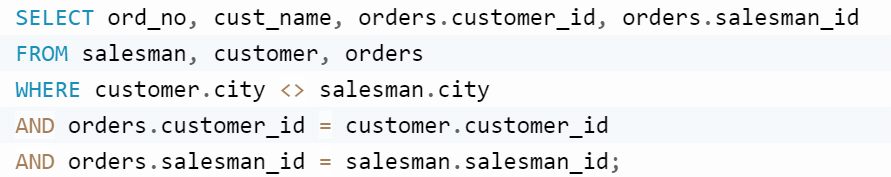 SELECT ord_no, cust_name, orders.customer_id, orders.salesman_id
FROM salesman, customer, orders
WHERE customer.city <> salesman.city
AND orders.customer_id = customer.customer_id
AND orders.salesman_id = salesman.salesman_id;